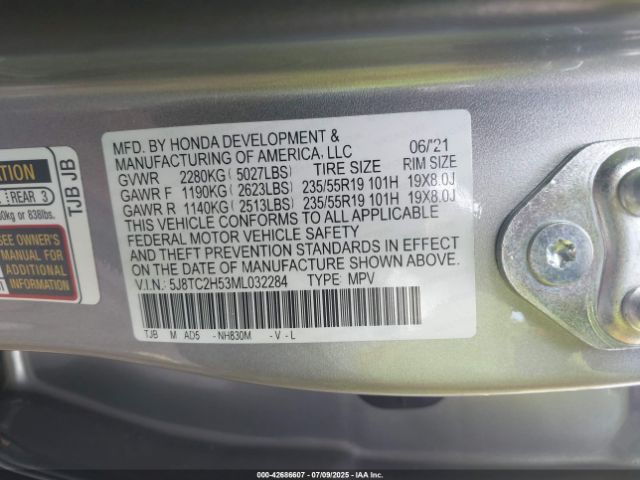 MFD. BY HONDA DEVELOPMENT &
MANUFACTURING OF AMERICA, LLC 06/'21
GVWR 2280KG ( 5027LBS) TIRE SIZE RIM SIZE
GAWR F 1190KG ( 2623LBS) 235/55R19 101H 19X8.0J
GAWR R 1140KG ( 2513LBS) 235/55R19 101H 19X8.0J
THIS VEHICLE CONFORMS TO ALL APPLICABLE
FEDERAL MOTOR VEHICLE SAFETY
AND THEFT PREVENTION STANDARDS IN EFFECT
ON THE DATE OF MANUFACTURE SHOWN ABOVE.
V.I.N.: 5J8TC2H53ML032284 TYPE: MPV
TJB M AD5 -NH830M -V-L
REAR 3
or 838lbs.
SEE OWNER'S
MANUAL FOR
ADDITIONAL
TJB JB
000-42686607 - 07/09/2025 - IAAI.com